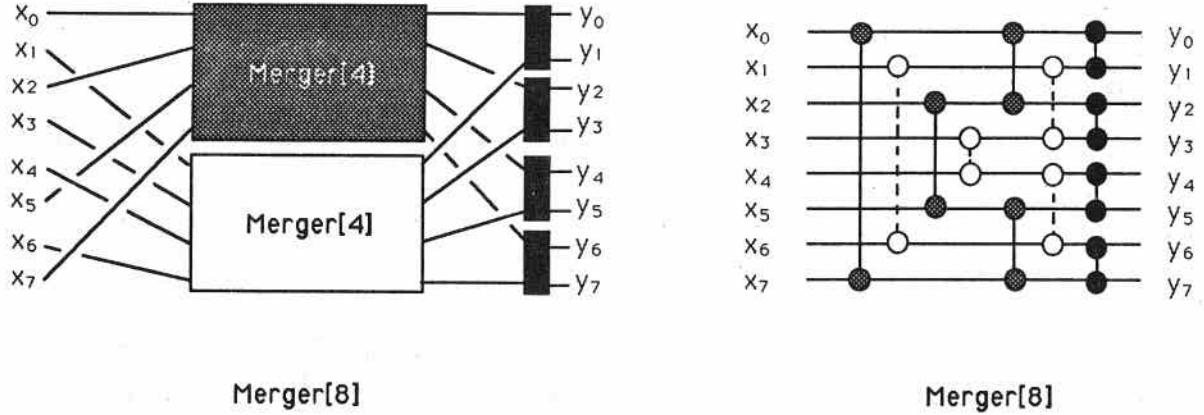 x0
x1
x2
x3
x4
x5
x6
x7
Merger[4]
Merger[4]
y0
y1
y2
y3
y4
y5
y6
y7
Merger[8]
x0
x1
x2
x3
x4
x5
x6
x7
y0
y1
y2
y3
y4
y5
y6
y7
Merger[8]